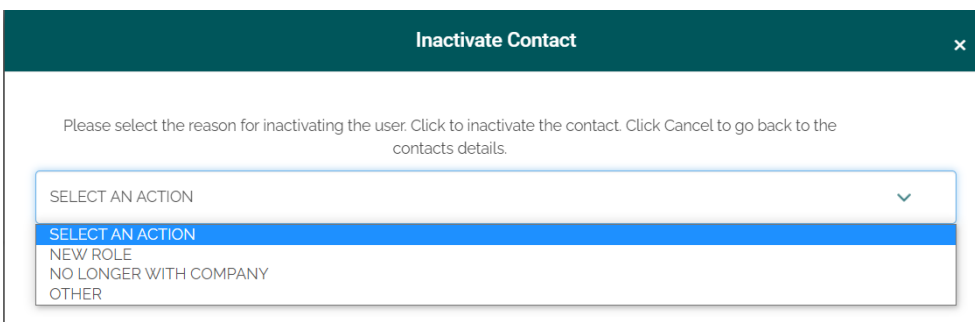 Inactivate Contact
×
Please select the reason for inactivating the user. Click to inactivate the contact. Click Cancel to go back to the
contacts details.
SELECT AN ACTION
SELECT AN ACTION
NEW ROLE
NO LONGER WITH COMPANY
OTHER